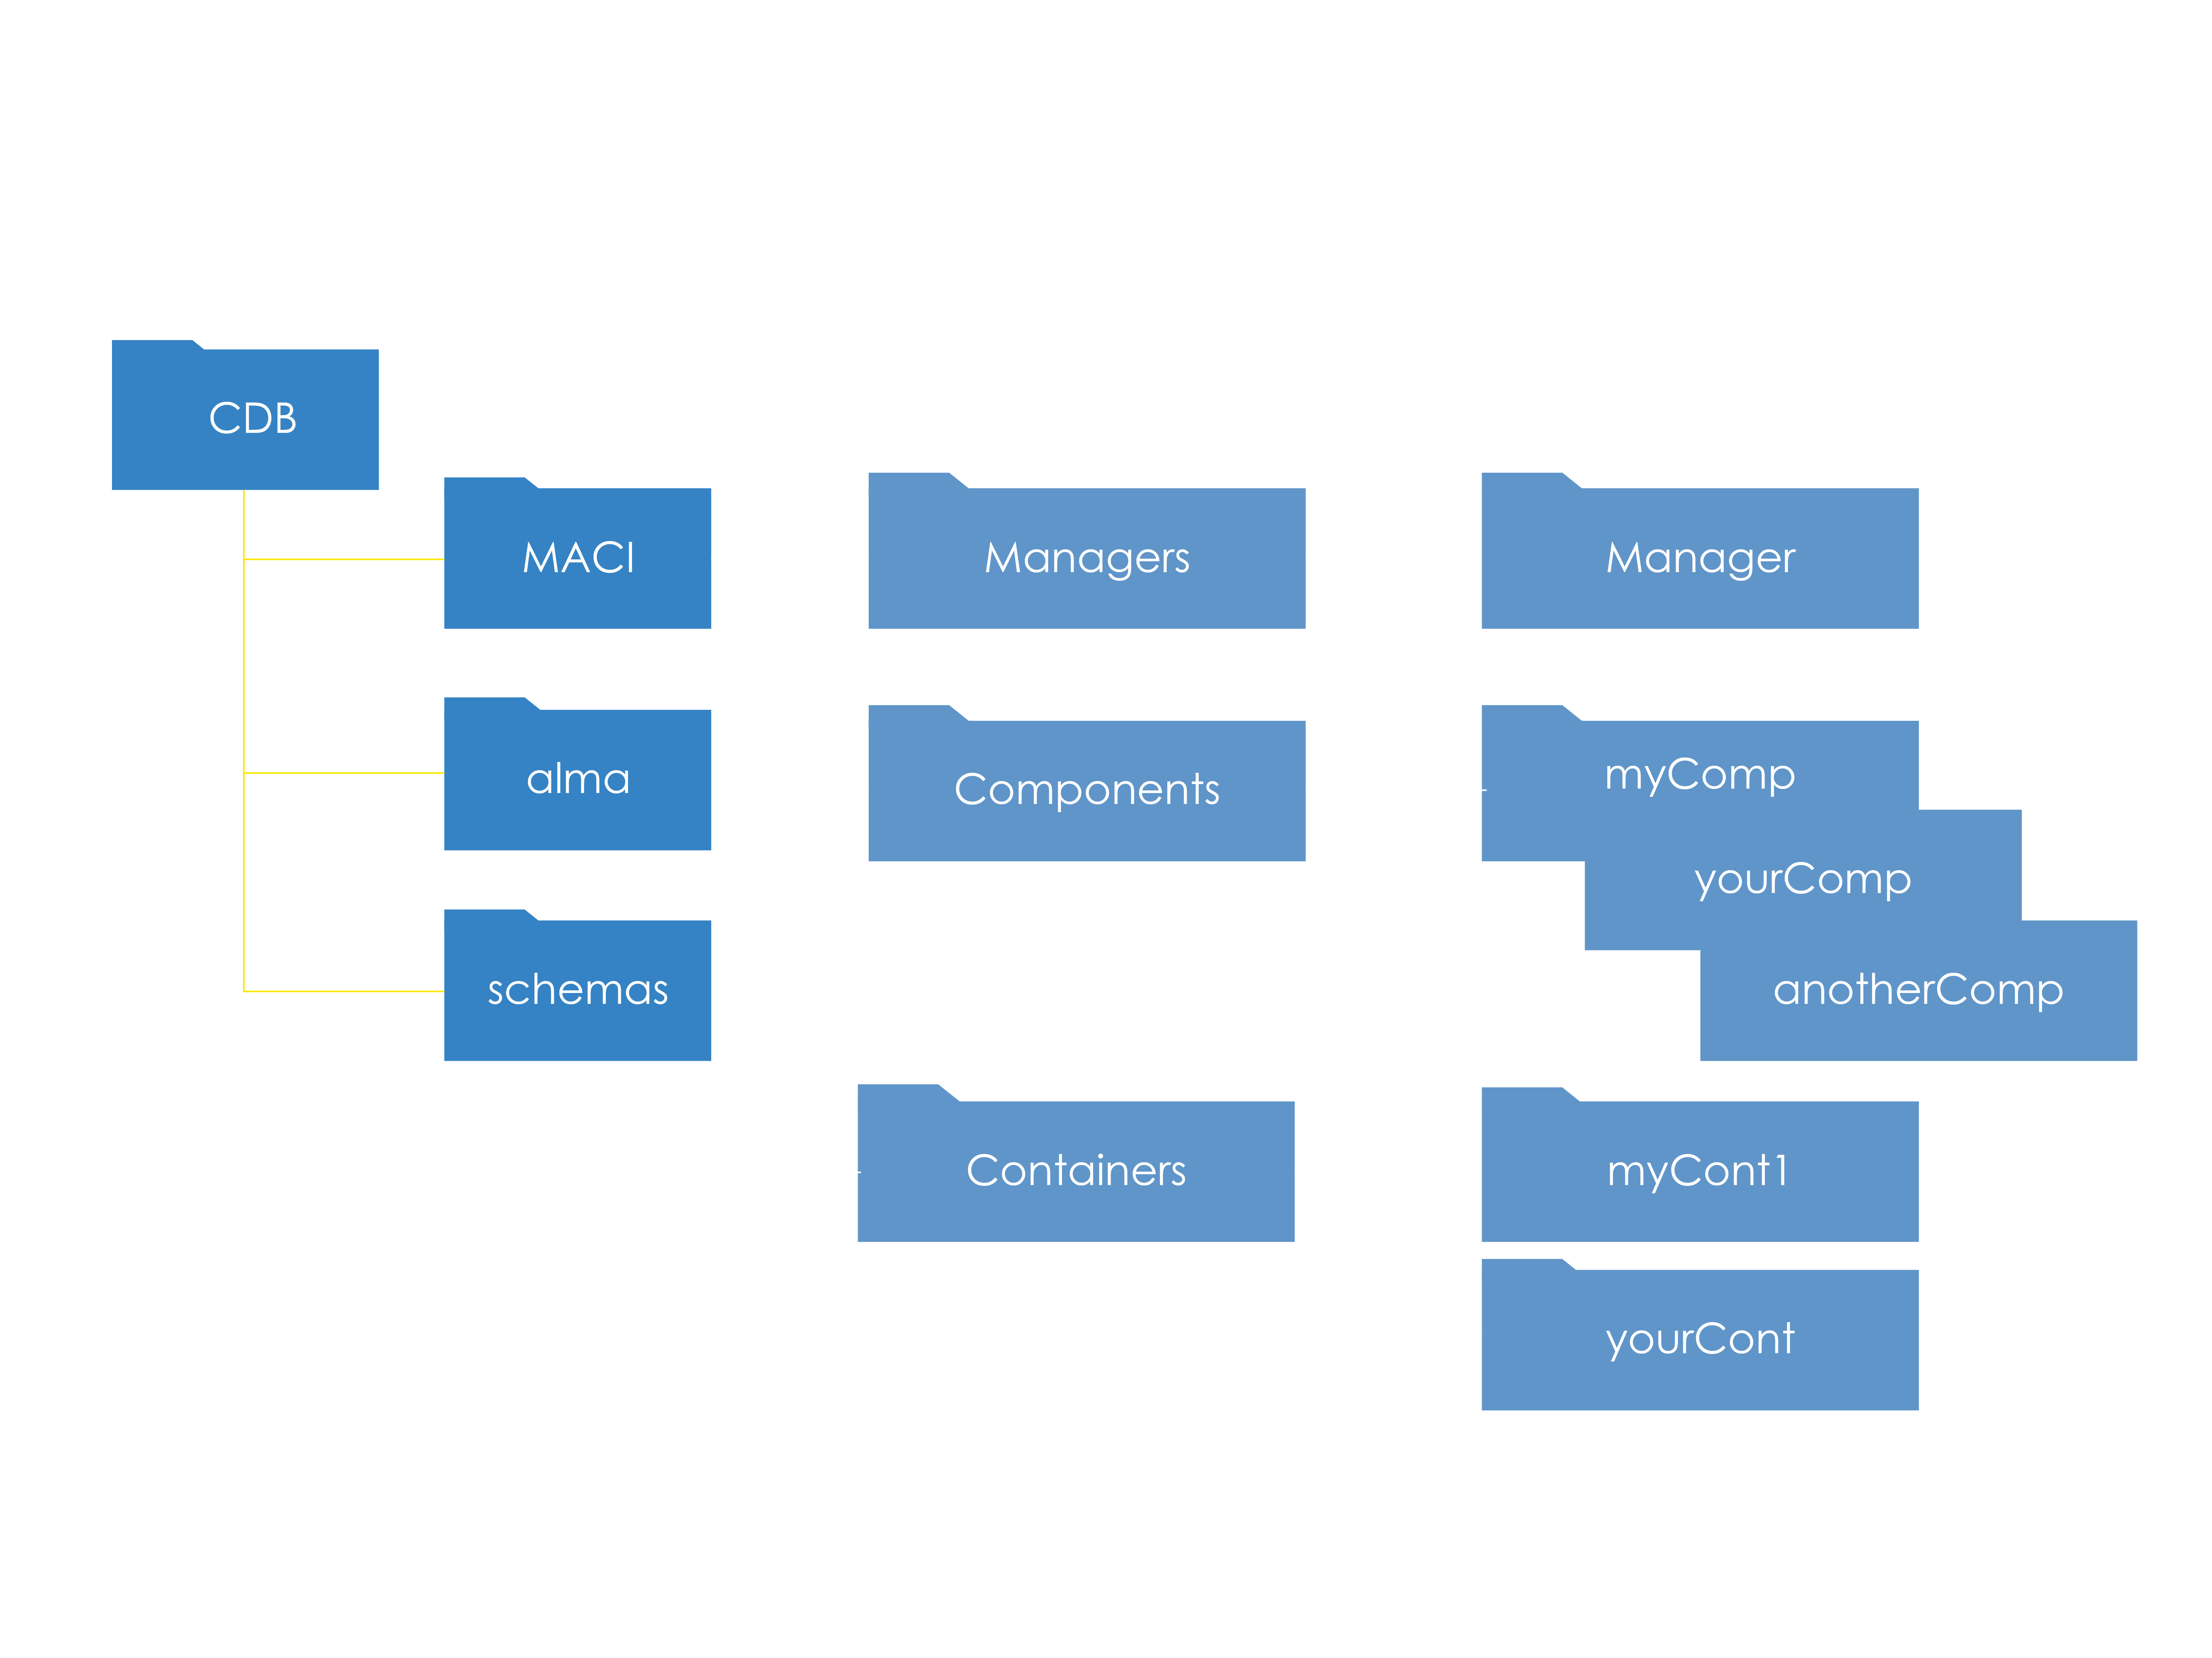 CDB
MACI
Managers
Manager
alma
Components
myComp
yourComp
schemas
anotherComp
Containers
myCont1
yourCont